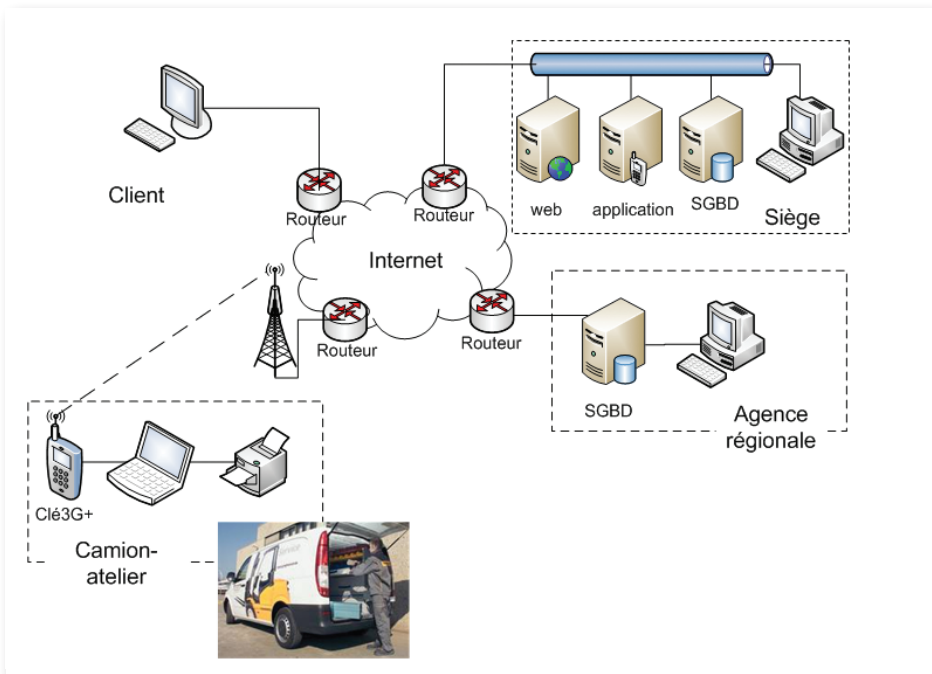 Client
Routeur
Routeur
web
application
SGBD
Siège
Internet
Routeur
Routeur
SGBD
Agence
régionale
Clé3G+
Camion-
atelier